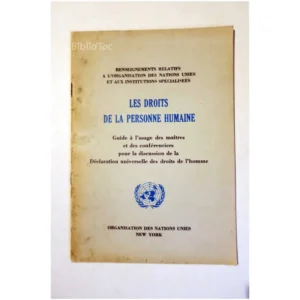 BiblioToc
RENSEIGNEMENTS RELATIFS
A L'ORGANISATION DES NATIONS UNIES
ET AUX INSTITUTIONS SPÉCIALISÉES
LES DROITS
DE LA PERSONNE HUMAINE
Guide à l'usage des maîtres
et des conférenciers
pour la discussion de la
Déclaration universelle des droits de l'homme
ORGANISATION DES NATIONS UNIES
NEW YORK